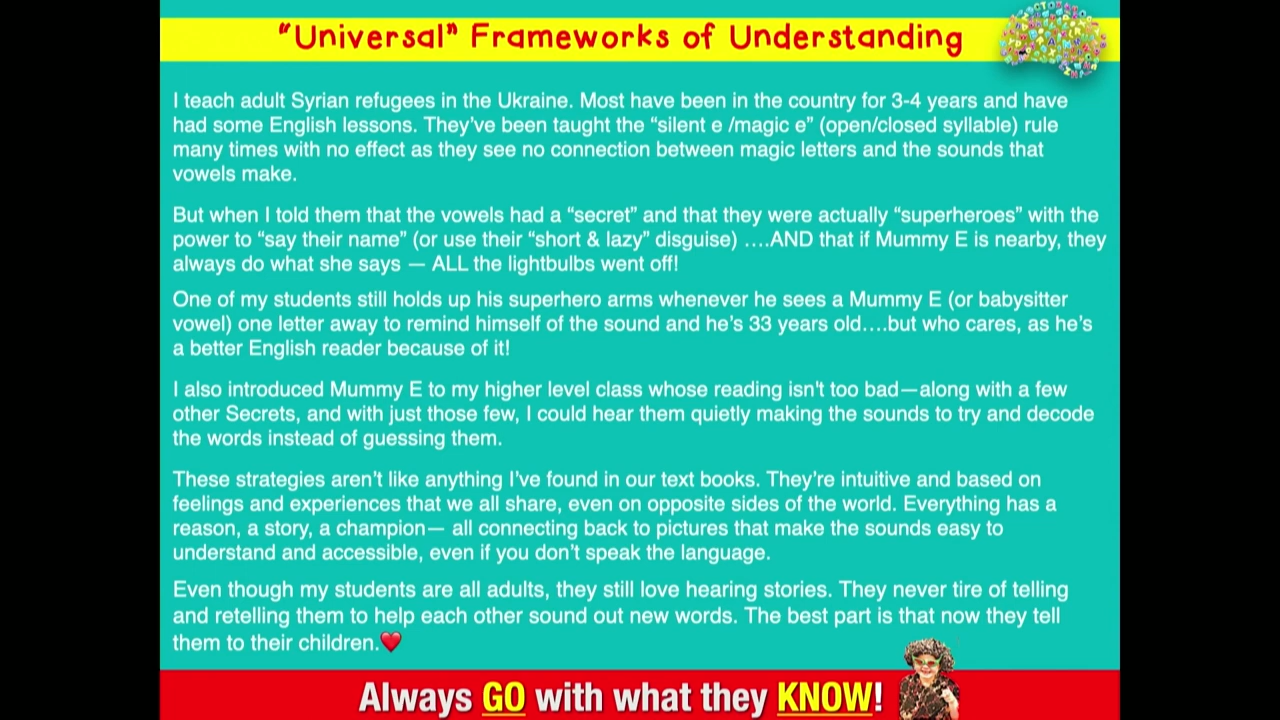 “Universal” Frameworks of Understanding
I teach adult Syrian refugees in the Ukraine. Most have been in the country for 3-4 years and have
had some English lessons. They’ve been taught the “silent e /magic e” (open/closed syllable) rule
many times with no effect as they see no connection between magic letters and the sounds that
vowels make.
But when I told them that the vowels had a “secret” and that they were actually “superheroes” with the
power to “say their name” (or use their “short & lazy” disguise) ….AND that if Mummy E is nearby, they
always do what she says — ALL the lightbulbs went off!
One of my students still holds up his superhero arms whenever he sees a Mummy E (or babysitter
vowel) one letter away to remind himself of the sound and he’s 33 years old….but who cares, as he’s
a better English reader because of it!
I also introduced Mummy E to my higher level class whose reading isn't too bad—along with a few
other Secrets, and with just those few, I could hear them quietly making the sounds to try and decode
the words instead of guessing them.
These strategies aren’t like anything I’ve found in our text books. They’re intuitive and based on
feelings and experiences that we all share, even on opposite sides of the world. Everything has a
reason, a story, a champion— all connecting back to pictures that make the sounds easy to
understand and accessible, even if you don’t speak the language.
Even though my students are all adults, they still love hearing stories. They never tire of telling
and retelling them to help each other sound out new words. The best part is that now they tell
them to their children.❤️
Always GO with what they KNOW!